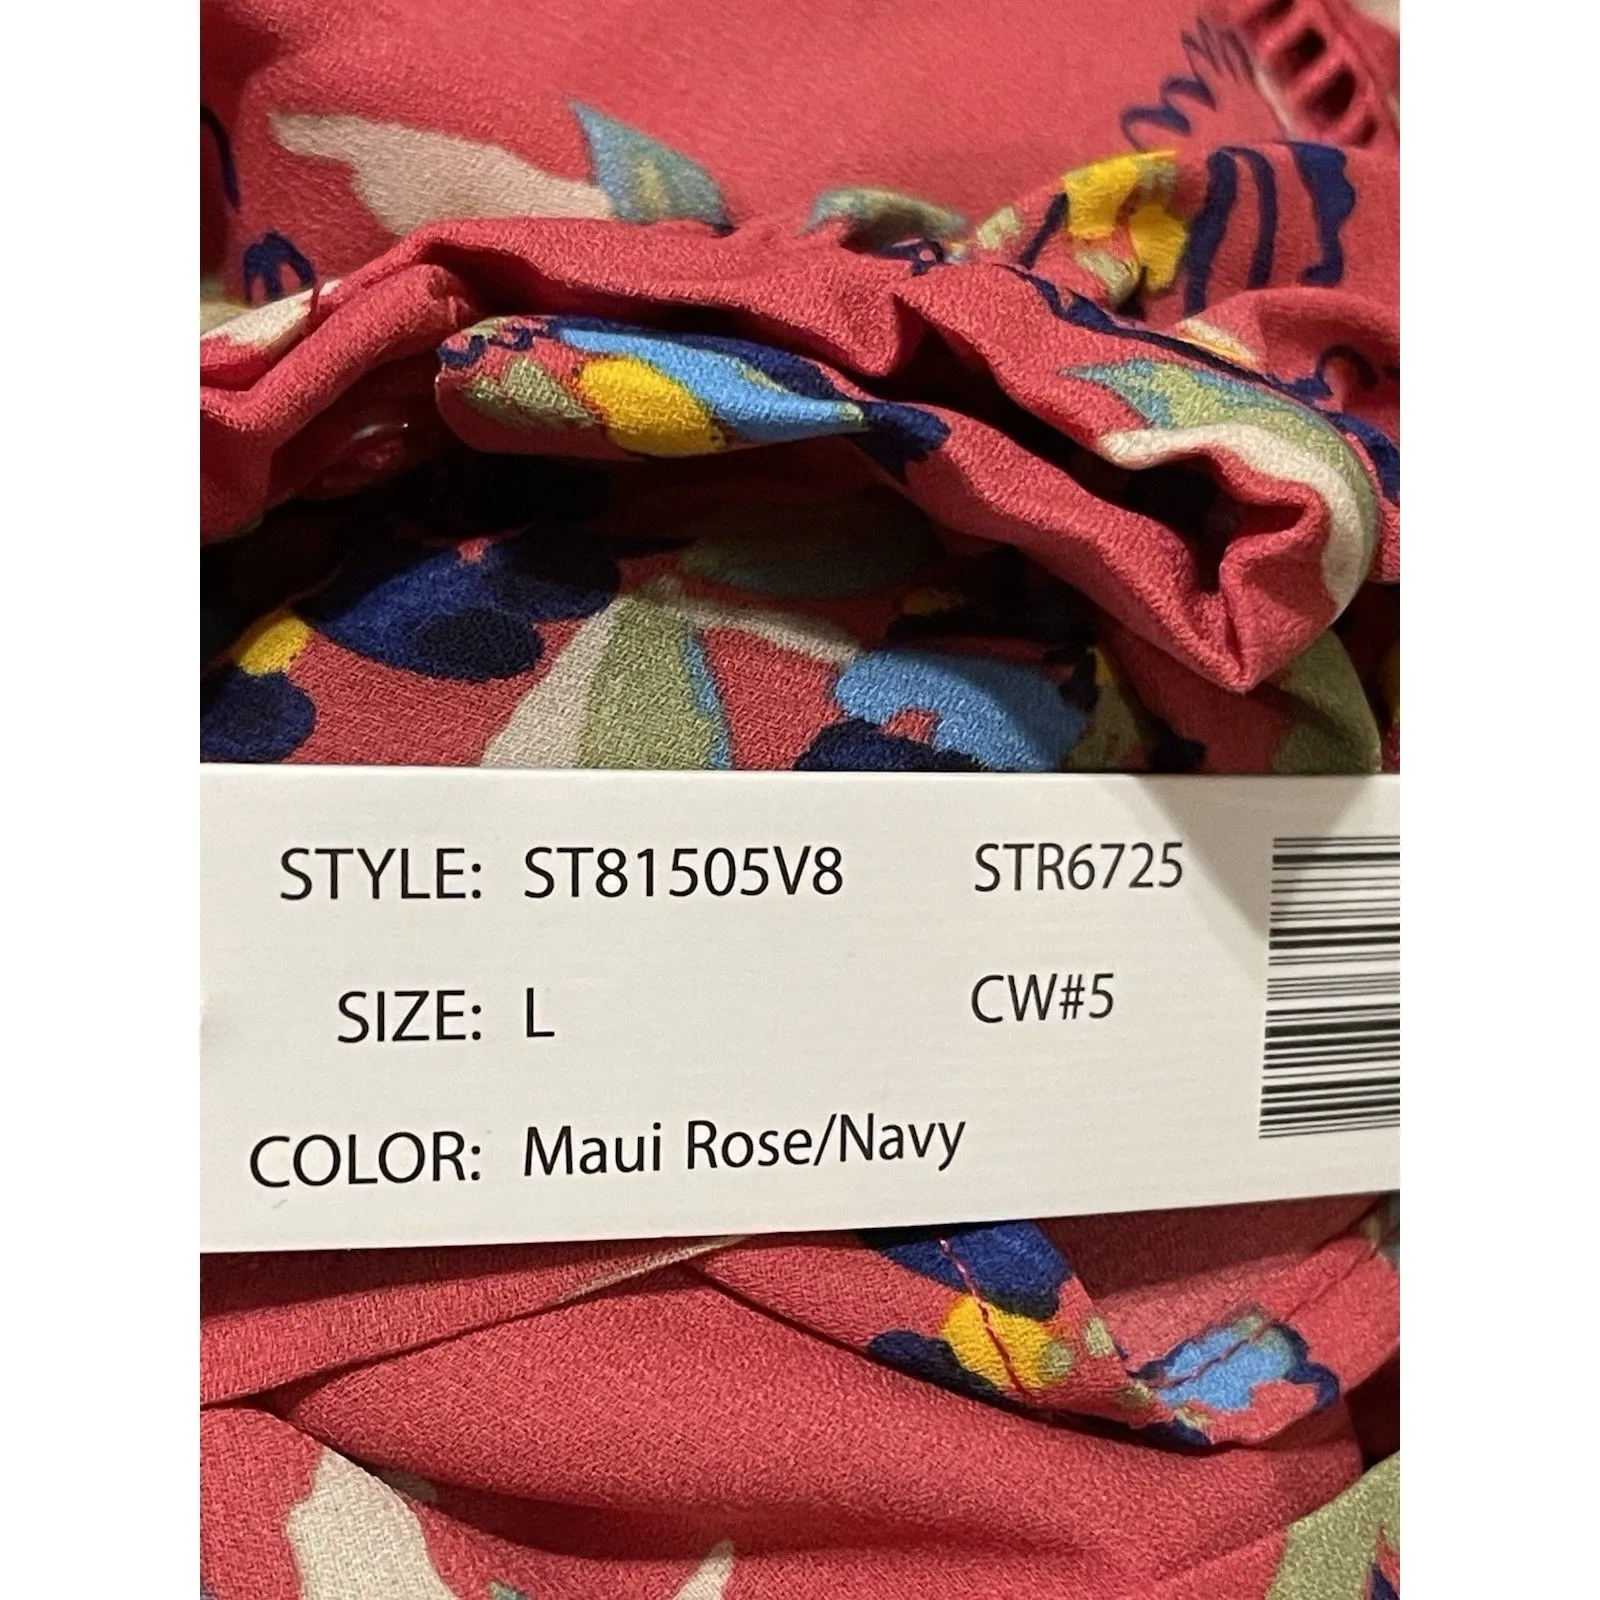 STYLE: ST81505V8 STR6725
SIZE: L CW#5
COLOR: Maui Rose/Navy